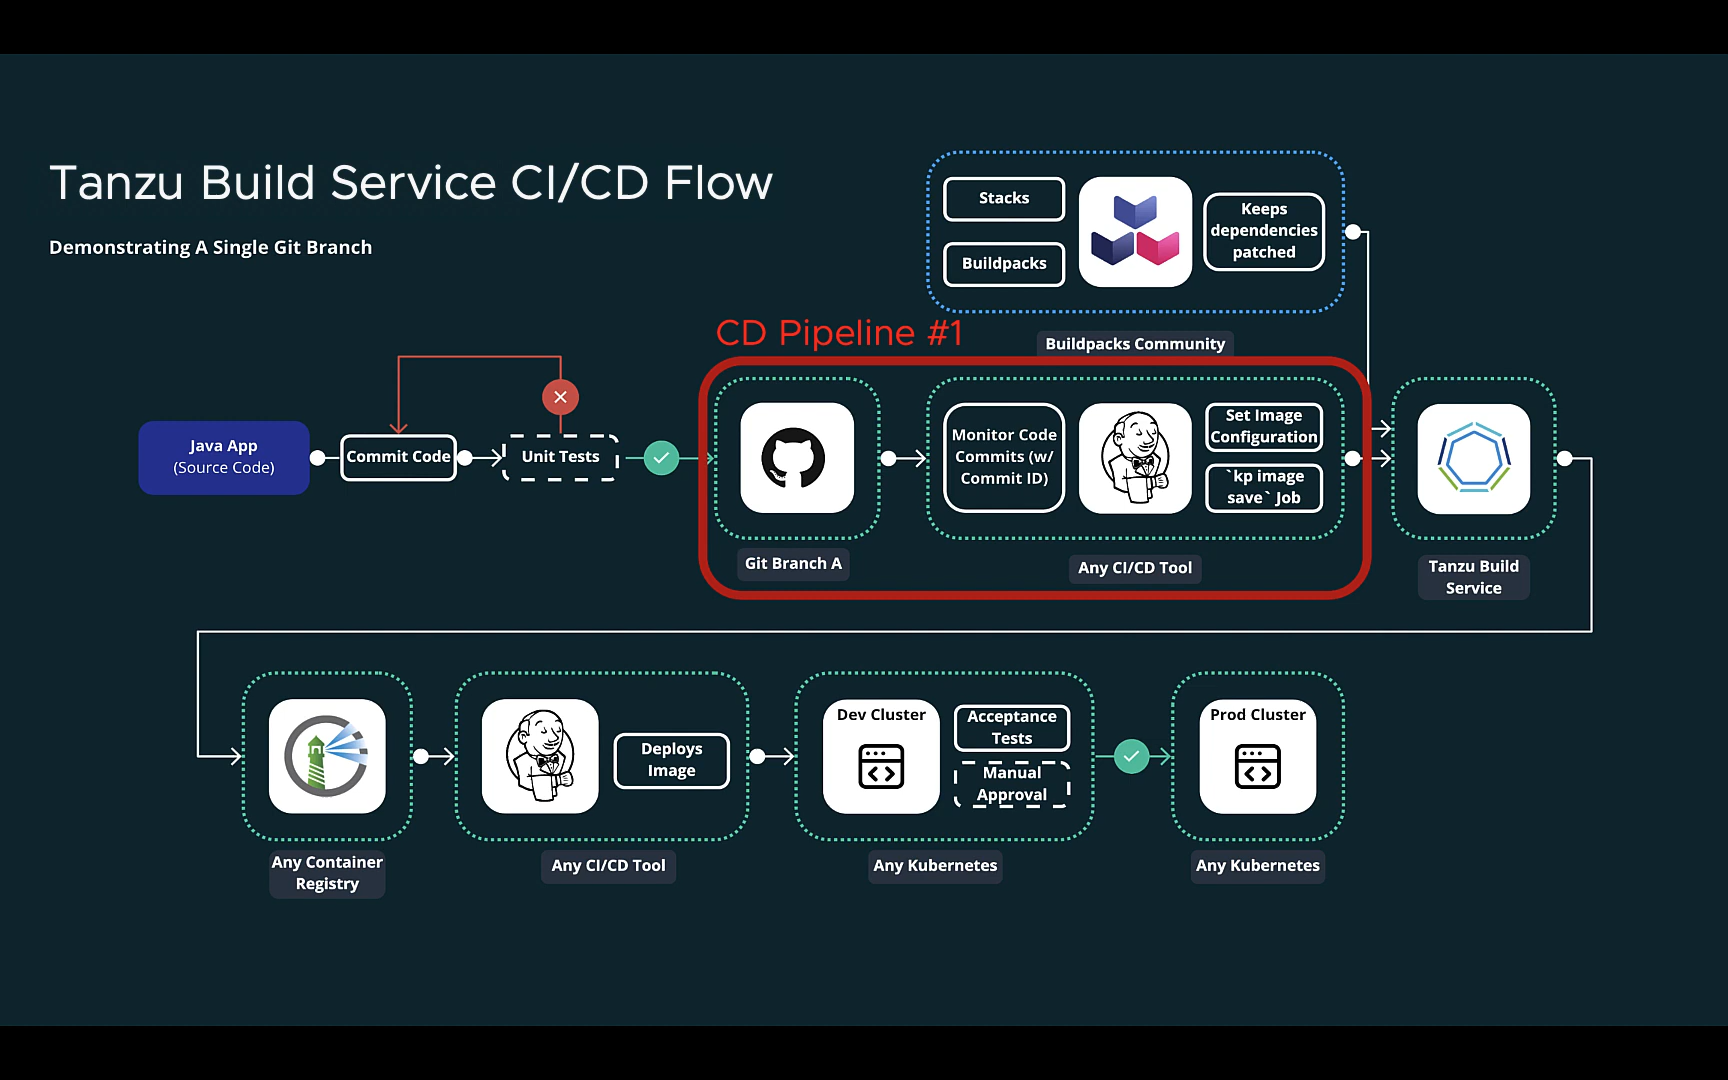 Tanzu Build Service CI/CD Flow
Demonstrating A Single Git Branch
Stacks
Buildpacks
Keeps
dependencies
patched
Buildpacks Community
CD Pipeline #1
Java App
(Source Code)
Commit Code
Unit Tests
Git Branch A
Monitor Code
Commits (w/
Commit ID)
Set Image
Configuration
`kp image
save` Job
Any CI/CD Tool
Tanzu Build
Service
Any Container
Registry
Deploys
Image
Any CI/CD Tool
Dev Cluster
Acceptance
Tests
Manual
Approval
Any Kubernetes
Prod Cluster
Any Kubernetes